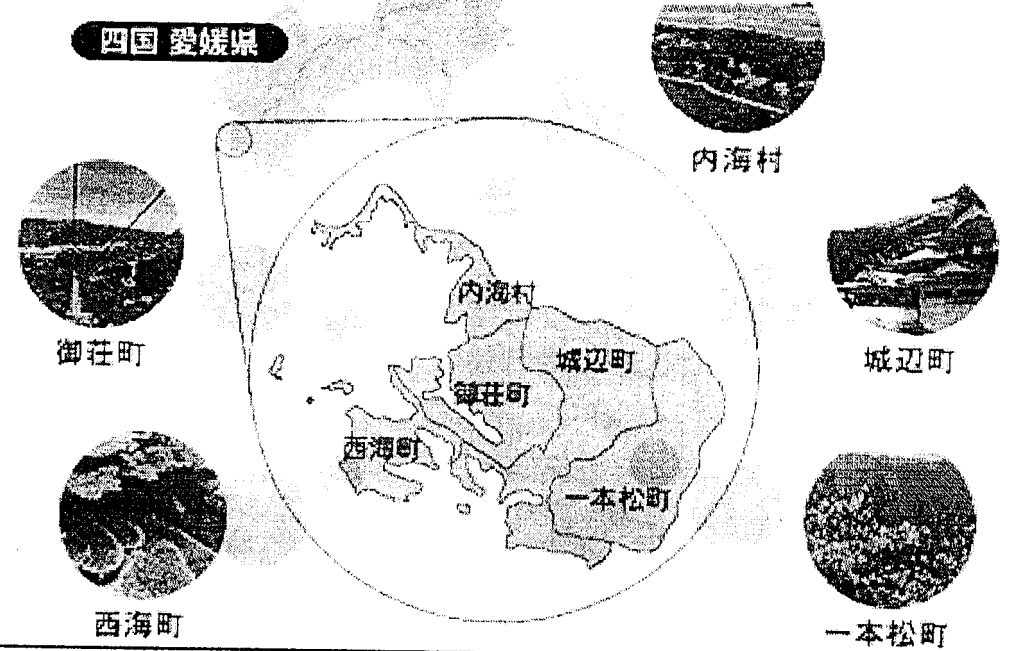 四国 愛媛県
内海村
御荘町
城辺町
内海村
城辺町
御荘町
西海町
一本松町
西海町
一本松町